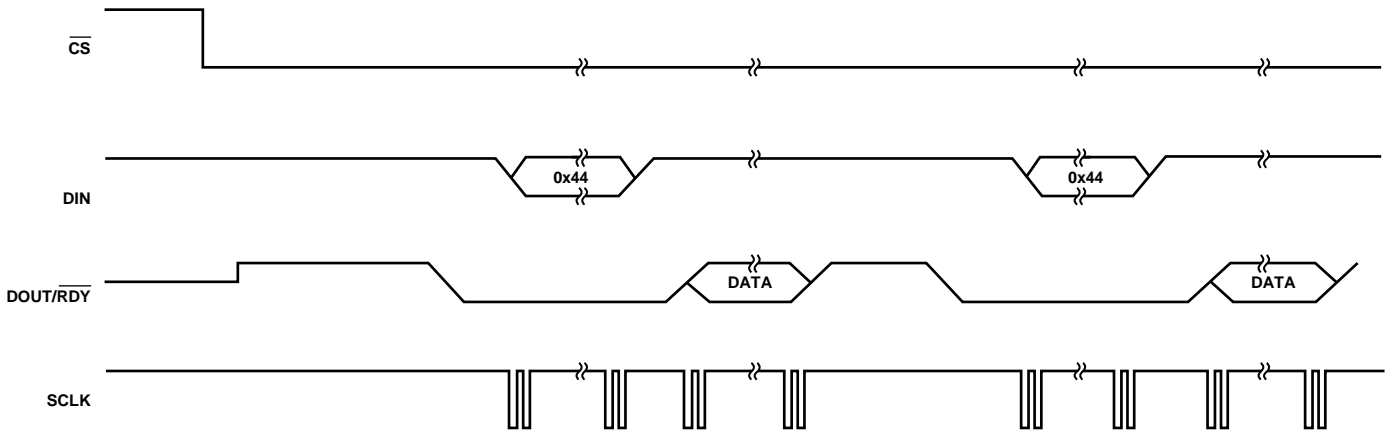 CS
DIN
0x44
0x44
DOUT/RDY
DATA
DATA
SCLK